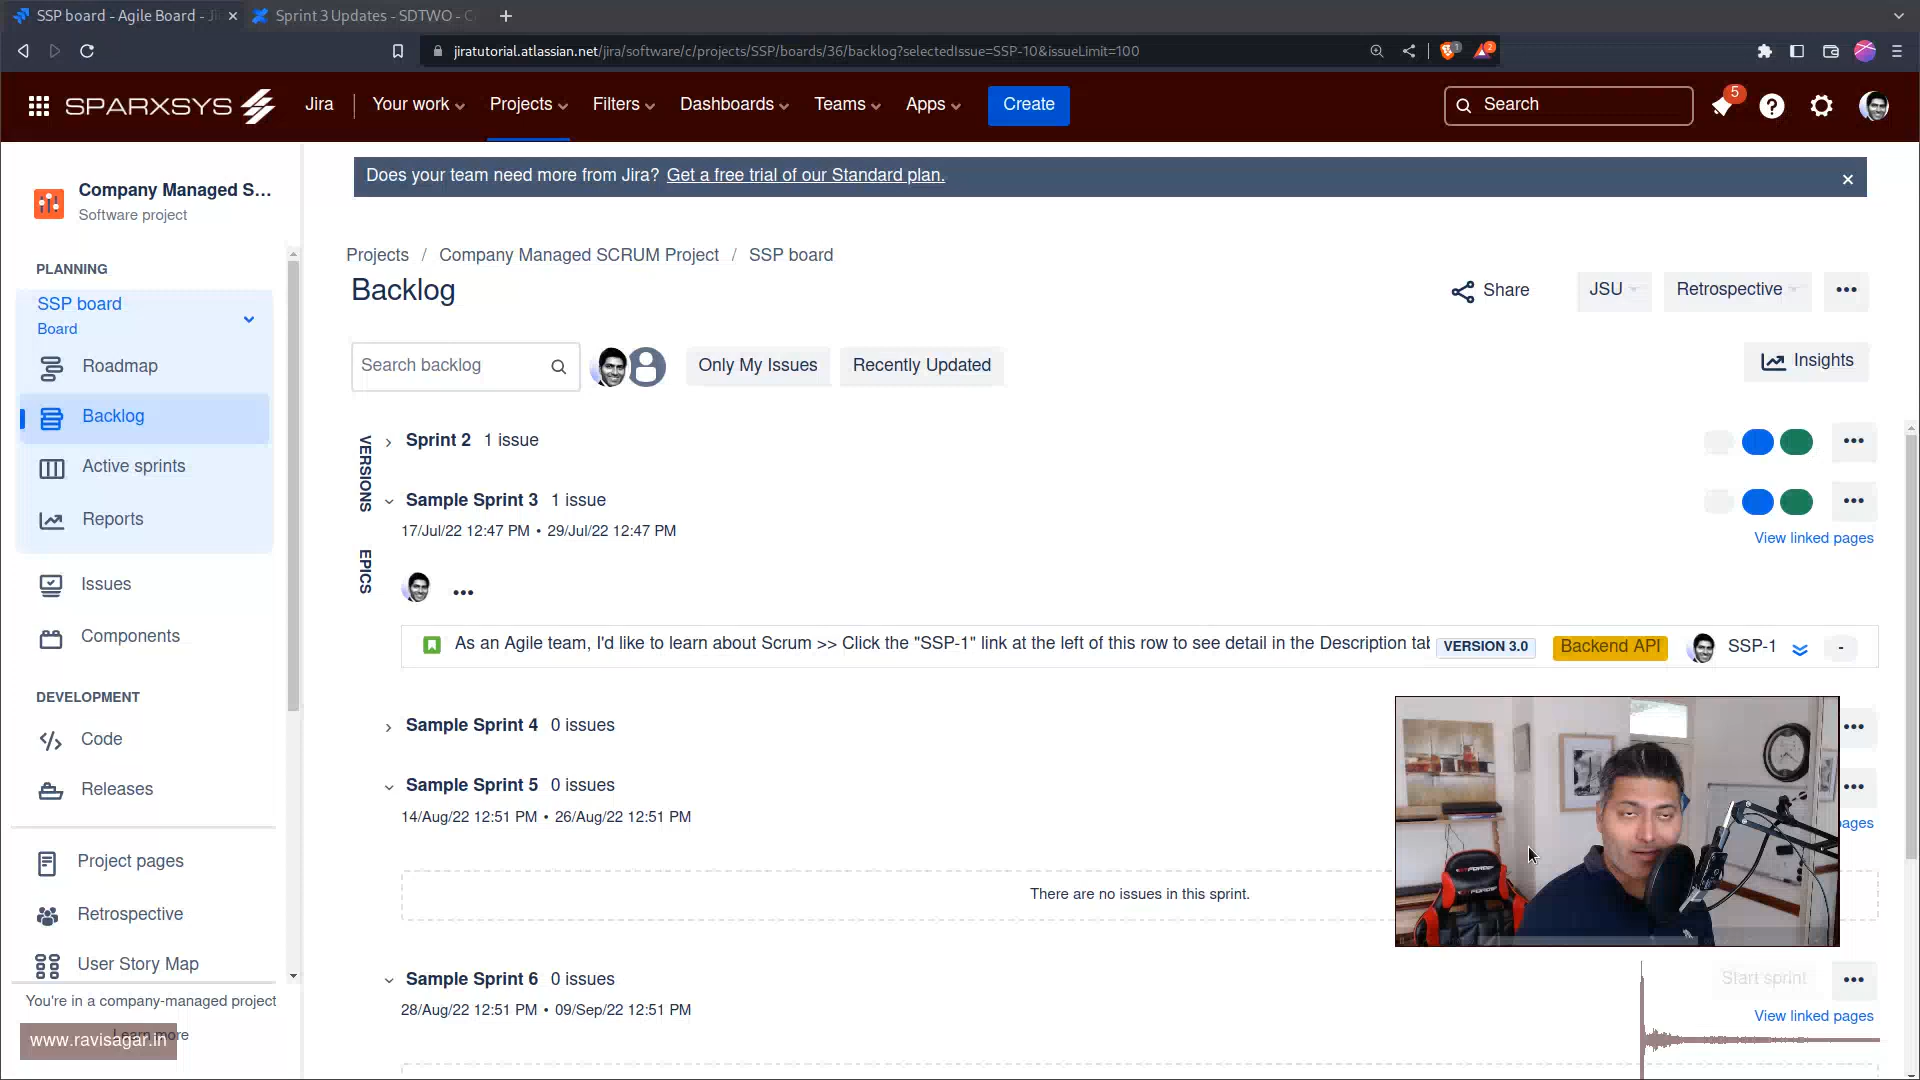 SSP board - Agile Board - Ji
Sprint 3 Updates - SDTWO - C
jiratutorial.atlassian.net/jira/software/c/projects/SSP/boards/36/backlog?selectedIssue=SSP-10&issueLimit=100
1
2
SPARXSYS
Jira
Your work
Projects
Filters
Dashboards
Teams
Apps
Create
Search
5
Company Managed S...
Software project
Does your team need more from Jira? Get a free trial of our Standard plan.
PLANNING
SSP board
Board
Roadmap
Backlog
Active sprints
Reports
Issues
Components
DEVELOPMENT
Code
Releases
Project pages
Retrospective
User Story Map
You're in a company-managed project
Learn more
www.ravisagar.in
Projects / Company Managed SCRUM Project / SSP board
Backlog
Share
JSU
Retrospective
•••
Search backlog
Only My Issues
Recently Updated
Insights
VERSIONS
EPICS
Sprint 2 1 issue
•••
Sample Sprint 3 1 issue
•••
17/Jul/22 12:47 PM • 29/Jul/22 12:47 PM
View linked pages
•••
As an Agile team, I'd like to learn about Scrum >> Click the "SSP-1" link at the left of this row to see detail in the Description tab
VERSION 3.0
Backend API
SSP-1
-
Sample Sprint 4 0 issues
•••
Sample Sprint 5 0 issues
•••
14/Aug/22 12:51 PM • 26/Aug/22 12:51 PM
ages
There are no issues in this sprint.
Sample Sprint 6 0 issues
Start sprint
•••
28/Aug/22 12:51 PM • 09/Sep/22 12:51 PM
View linked pages